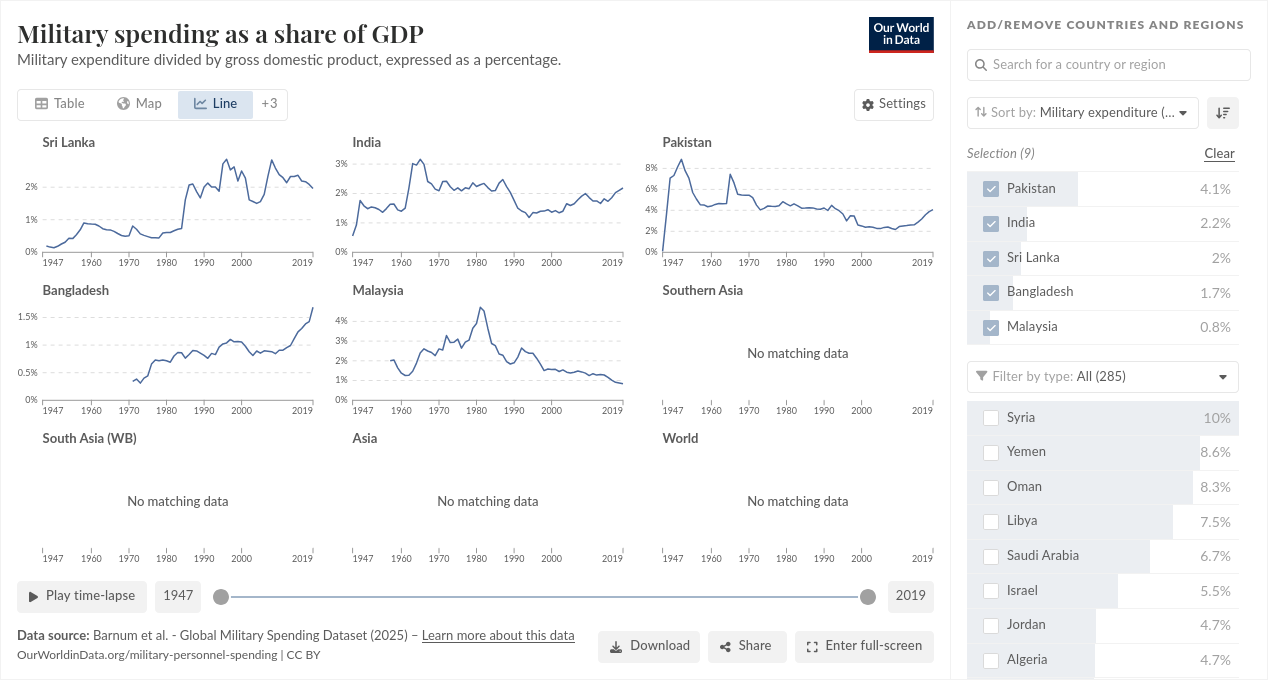 Military spending as a share of GDP
Military expenditure divided by gross domestic product, expressed as a percentage.
Our World
in Data
Table
Map
Line
+3
Settings
Sri Lanka
2%
1%
0%
1947 1960 1970 1980 1990 2000 2019
India
3%
2%
1%
0%
1947 1960 1970 1980 1990 2000 2019
Pakistan
8%
6%
4%
2%
0%
1947 1960 1970 1980 1990 2000 2019
Bangladesh
1.5%
1%
0.5%
0%
1947 1960 1970 1980 1990 2000 2019
Malaysia
4%
3%
2%
1%
0%
1947 1960 1970 1980 1990 2000 2019
Southern Asia
No matching data
1947 1960 1970 1980 1990 2000 2019
South Asia (WB)
No matching data
1947 1960 1970 1980 1990 2000 2019
Asia
No matching data
1947 1960 1970 1980 1990 2000 2019
World
No matching data
1947 1960 1970 1980 1990 2000 2019
Play time-lapse
1947
2019
Data source: Barnum et al. - Global Military Spending Dataset (2025) – Learn more about this data
OurWorldinData.org/military-personnel-spending | CC BY
Download
Share
Enter full-screen
ADD/REMOVE COUNTRIES AND REGIONS
Search for a country or region
Sort by: Military expenditure (...
Selection (9)
Clear
Pakistan 4.1%
India 2.2%
Sri Lanka 2%
Bangladesh 1.7%
Malaysia 0.8%
Filter by type: All (285)
Syria 10%
Yemen 8.6%
Oman 8.3%
Libya 7.5%
Saudi Arabia 6.7%
Israel 5.5%
Jordan 4.7%
Algeria 4.7%